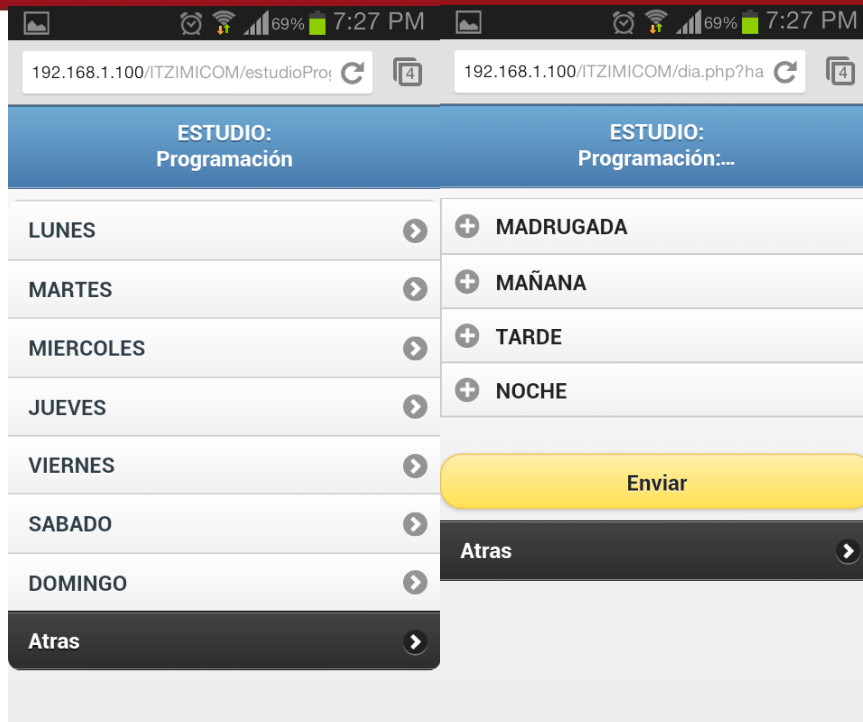 69% 7:27 PM
192.168.1.100/ITZIMICOM/estudioPro
4
ESTUDIO:
Programación
LUNES
MARTES
MIERCOLES
JUEVES
VIERNES
SABADO
DOMINGO
Atras
69% 7:27 PM
192.168.1.100/ITZIMICOM/dia.php?ha
4
ESTUDIO:
Programación:...
MADRUGADA
MAÑANA
TARDE
NOCHE
Enviar
Atras